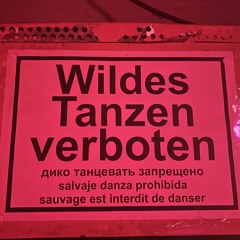 Wildes
Tanzen
verboten
дико танцевать запрещено
salvaje danza prohibida
sauvage est interdit de danser